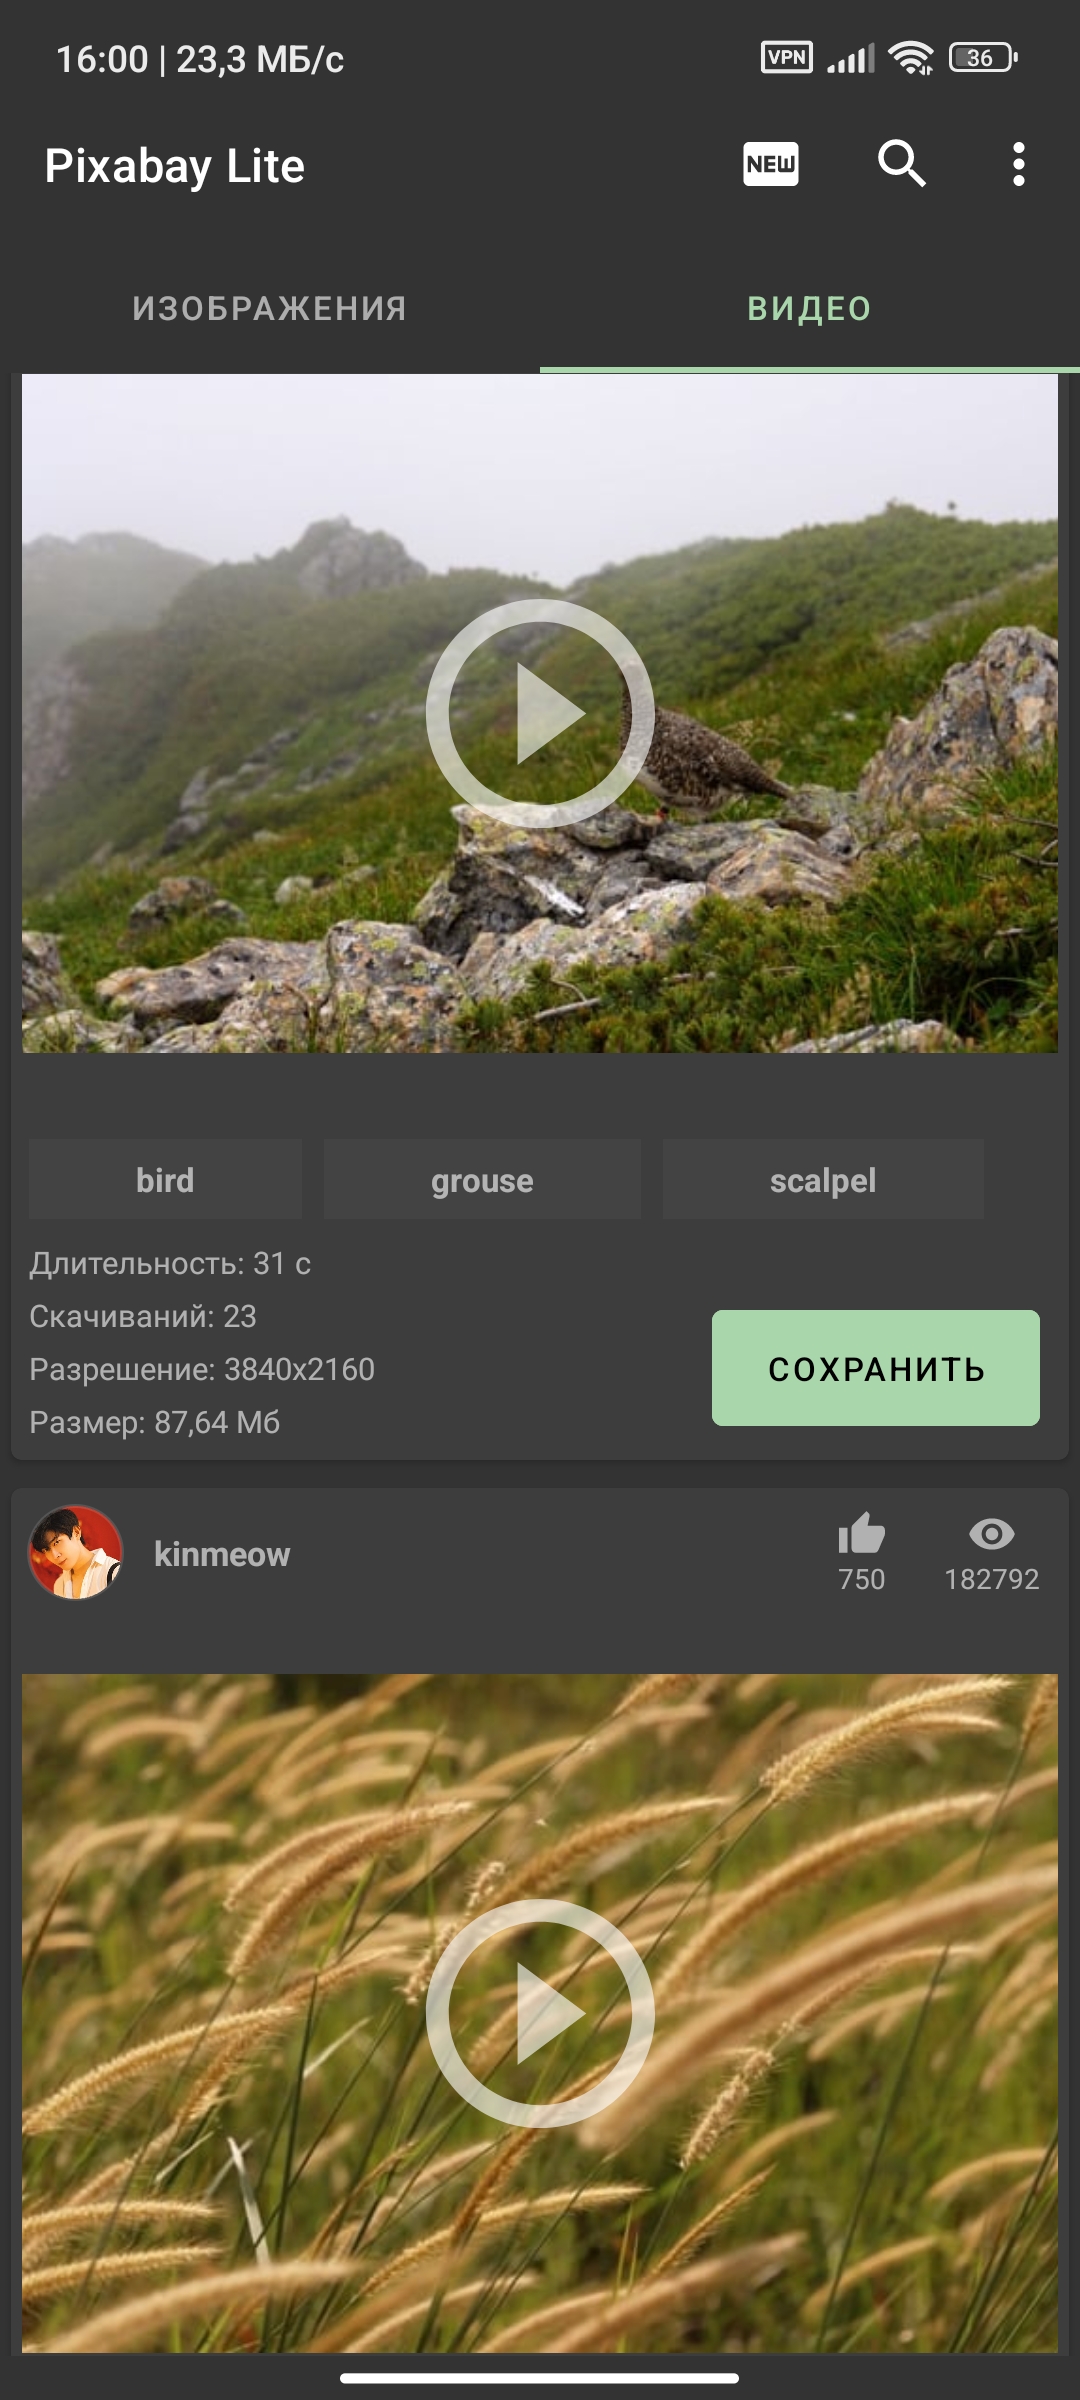 16:00 | 23,3 МБ/с VPN 36
Pixabay Lite NEW
ИЗОБРАЖЕНИЯ ВИДЕО
bird grouse scalpel
Длительность: 31 с
Скачиваний: 23
Разрешение: 3840x2160
Размер: 87,64 Мб
СОХРАНИТЬ
kinmeow
750 182792